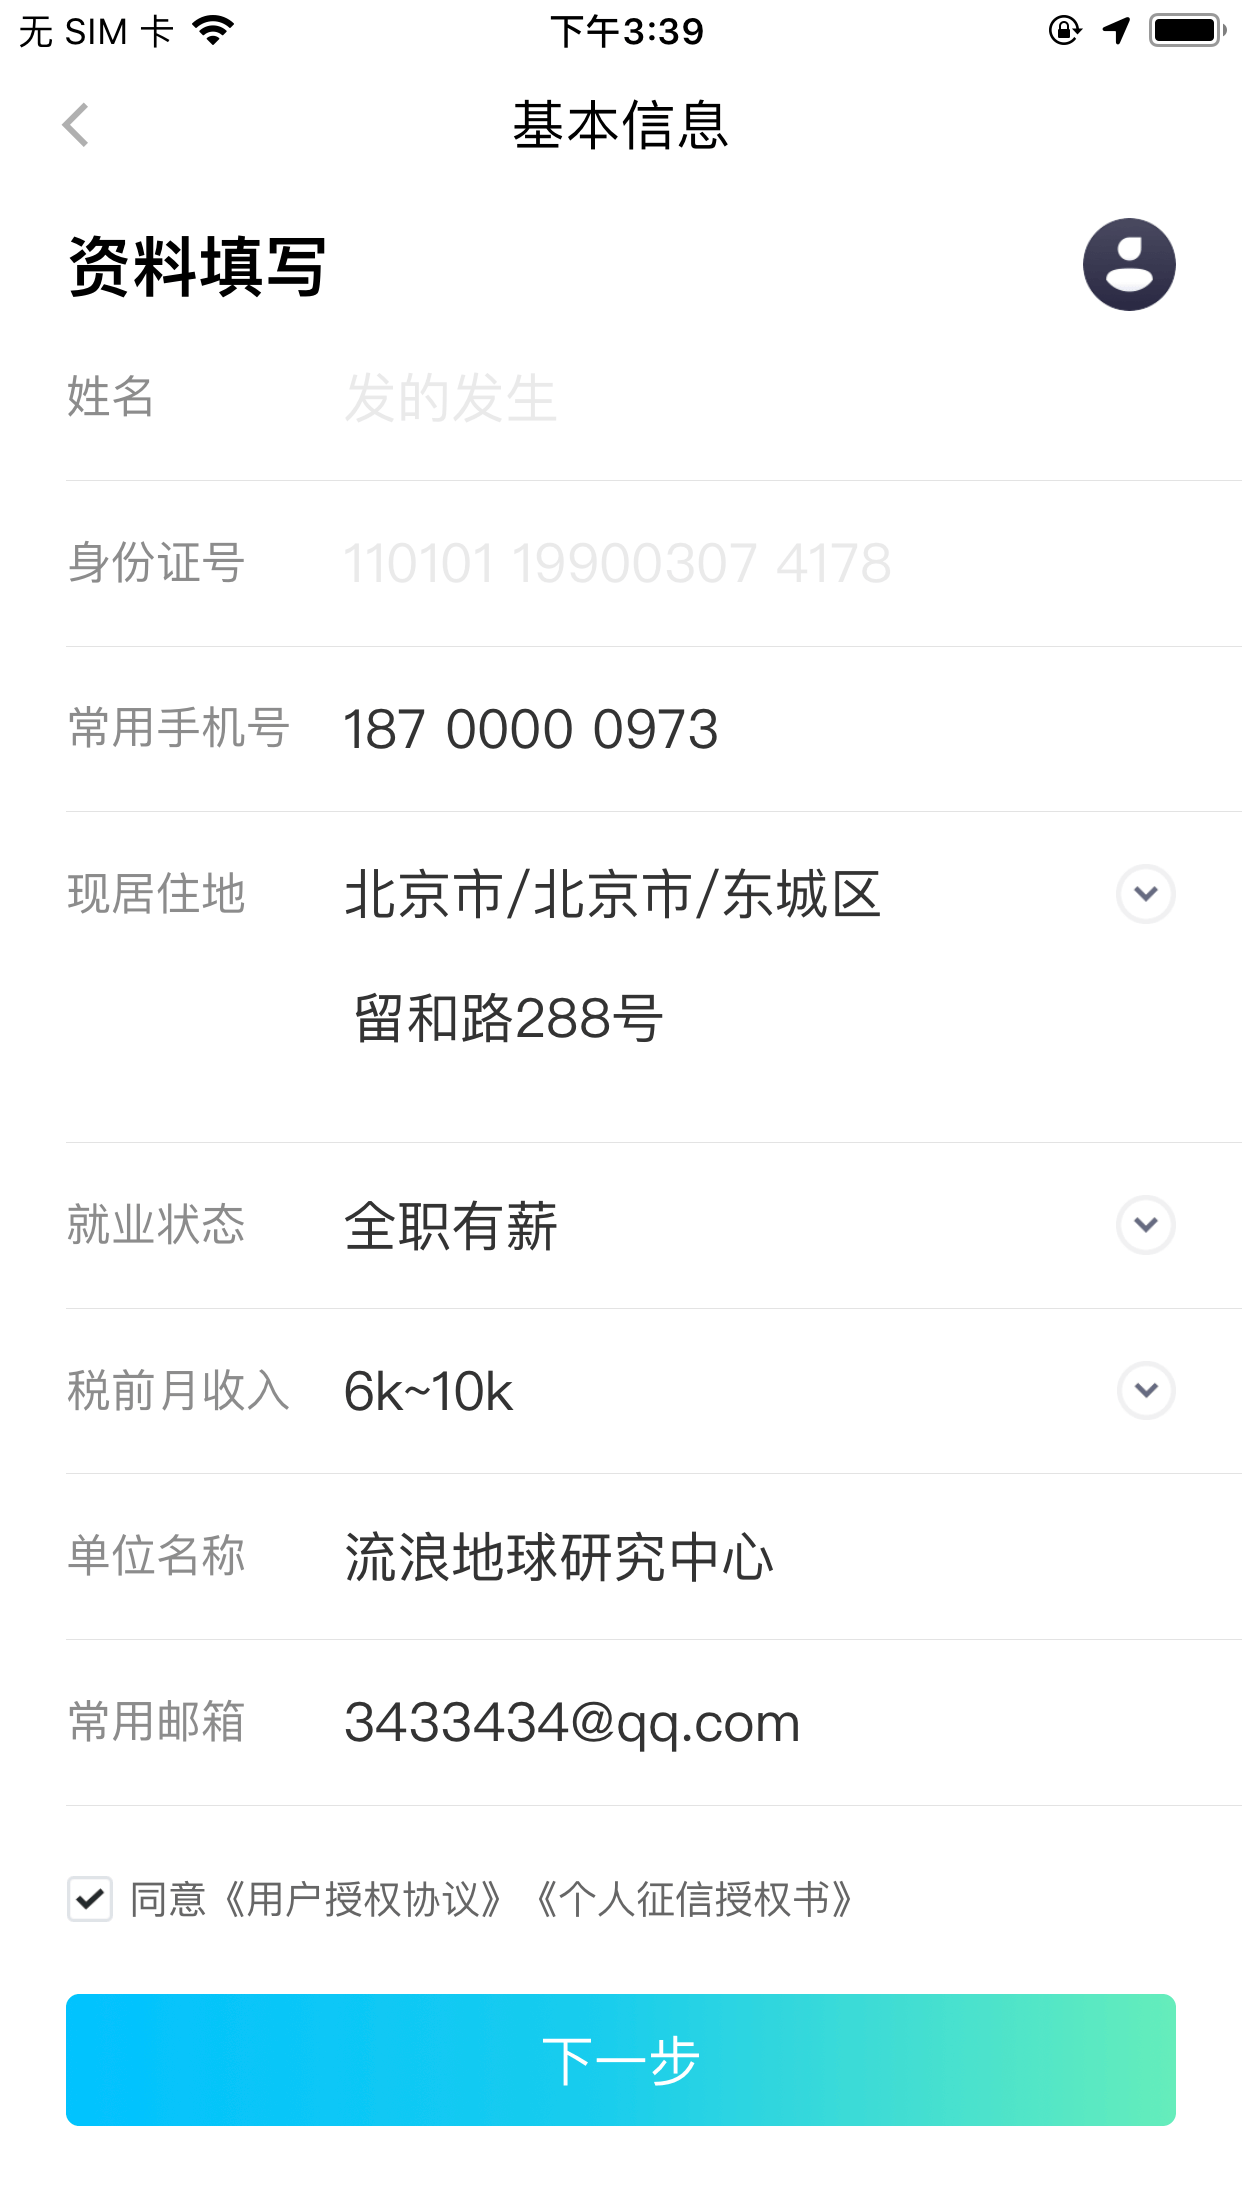 无 SIM 卡
下午3:39
基本信息
资料填写
姓名 发的发生
身份证号 110101 19900307 4178
常用手机号 187 0000 0973
现居住地 北京市/北京市/东城区
留和路288号
就业状态 全职有薪
税前月收入 6k~10k
单位名称 流浪地球研究中心
常用邮箱 3433434@qq.com
同意《用户授权协议》《个人征信授权书》
下一步